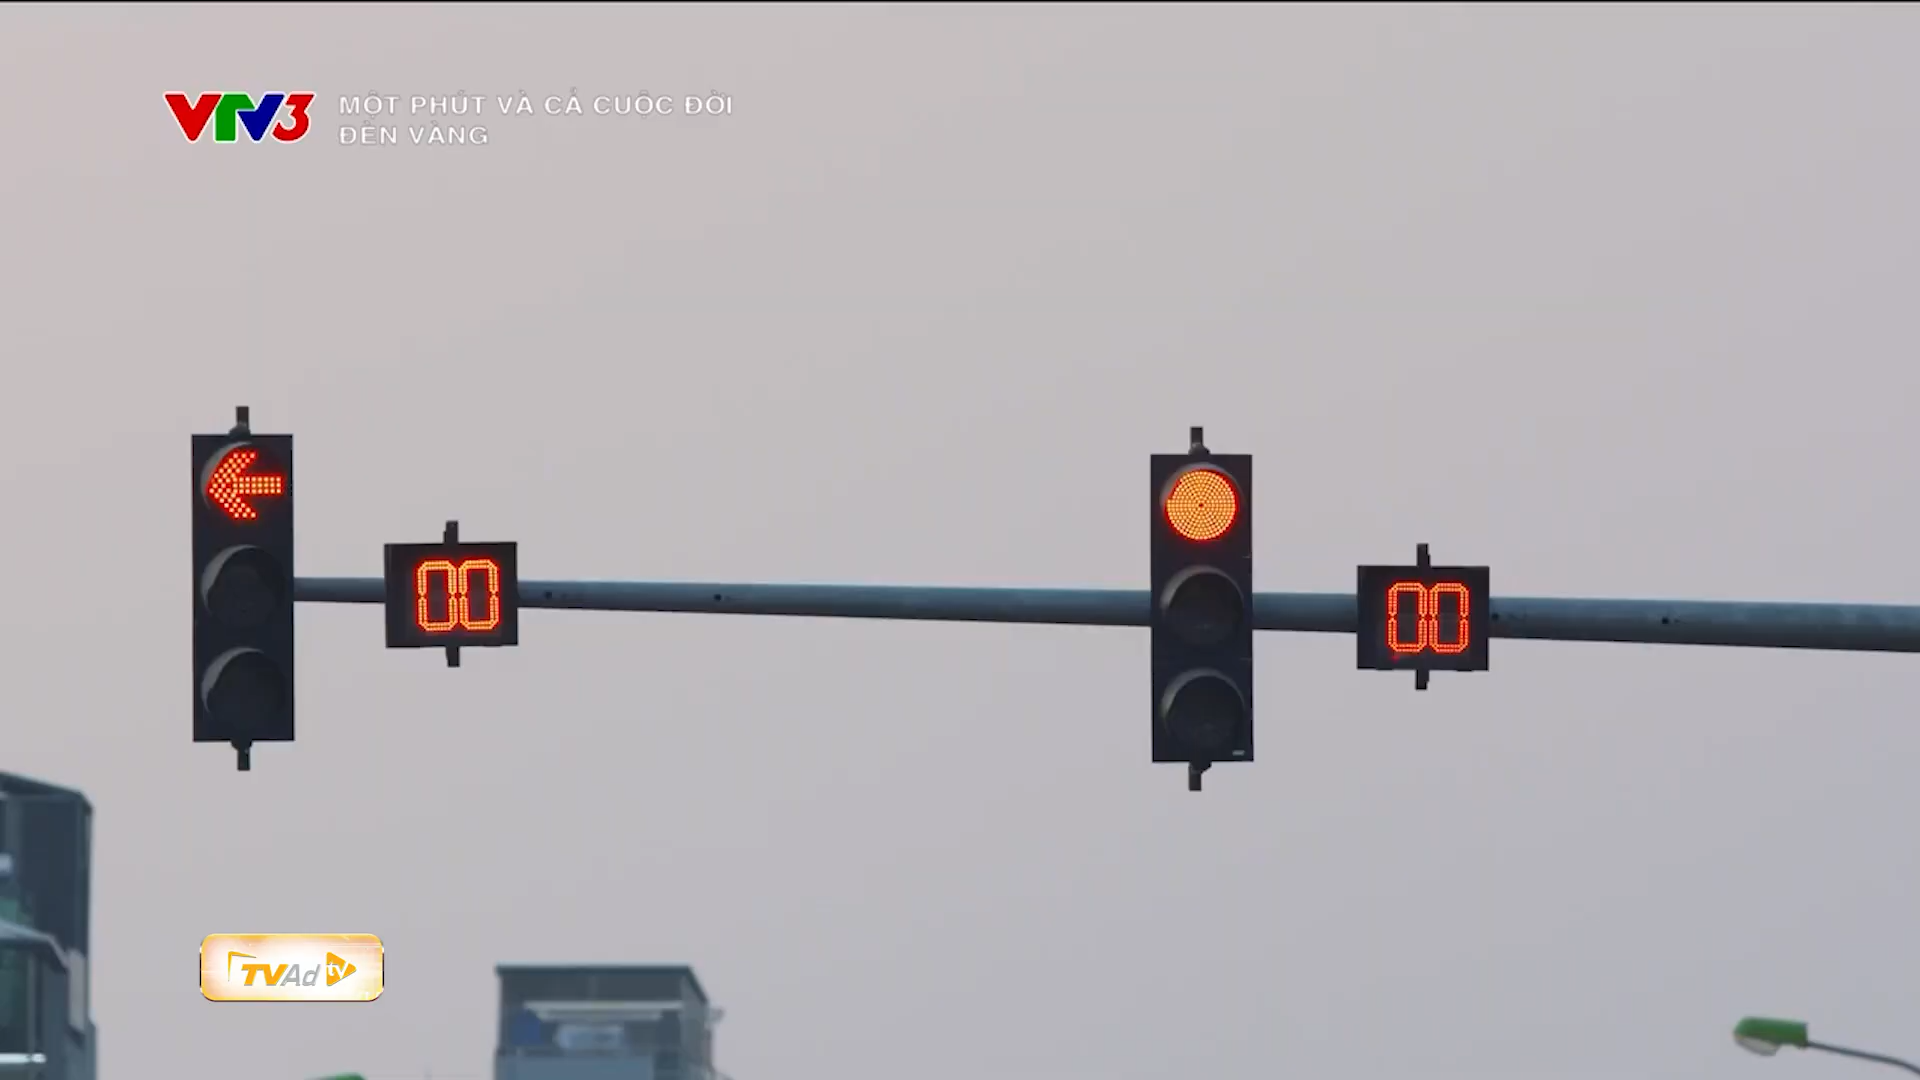 VTV3
MỘT PHÚT VÀ CẢ CUỘC ĐỜI
ĐÈN VÀNG
00
00
TVAd tv